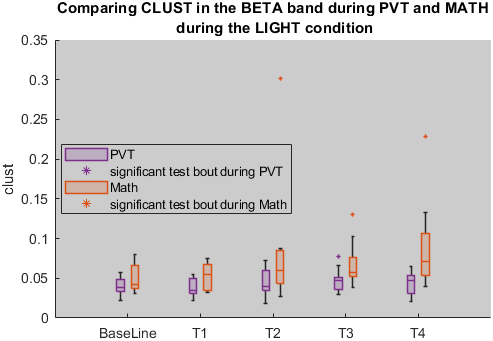 Comparing CLUST in the BETA band during PVT and MATH
during the LIGHT condition
0.35
0.3
0.25
0.2
0.15
0.1
0.05
0
clust
PVT
significant test bout during PVT
Math
significant test bout during Math
BaseLine T1 T2 T3 T4